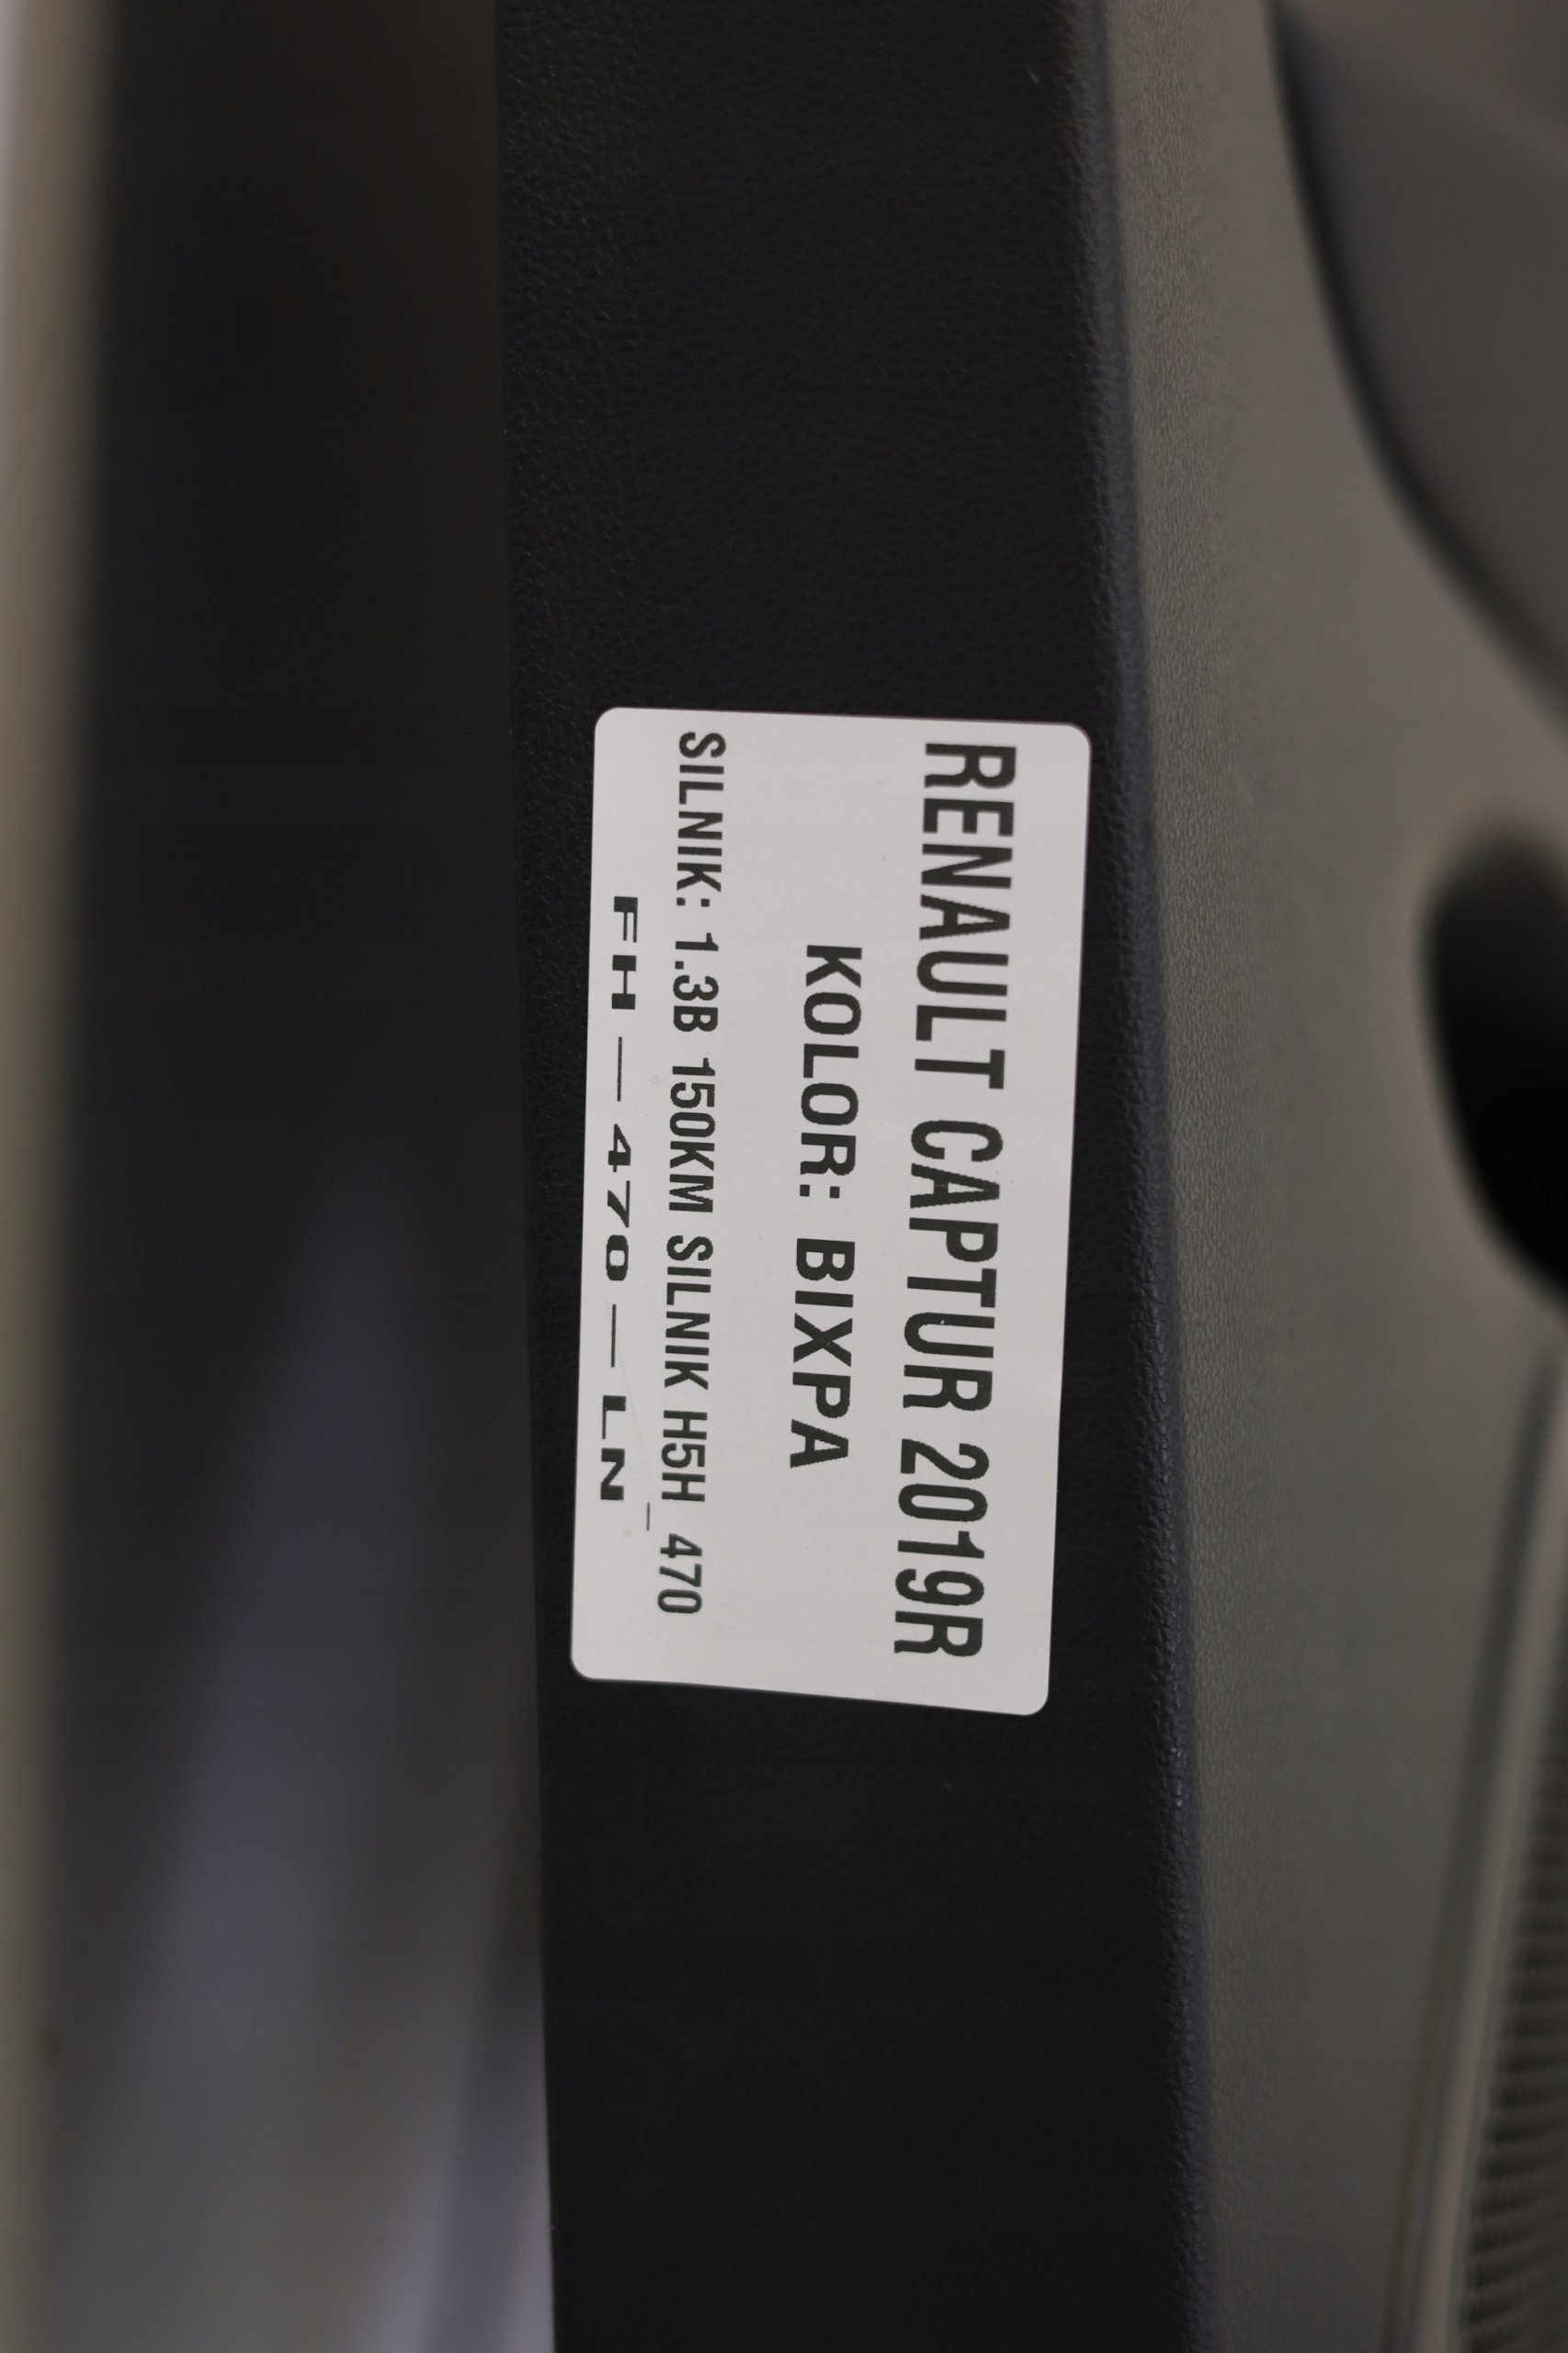 RENAULT CAPTUR 2019R
KOLOR: BIXPA
SILNIK: 1.3B 150KM SILNIK H5H_470
FH-470-LN